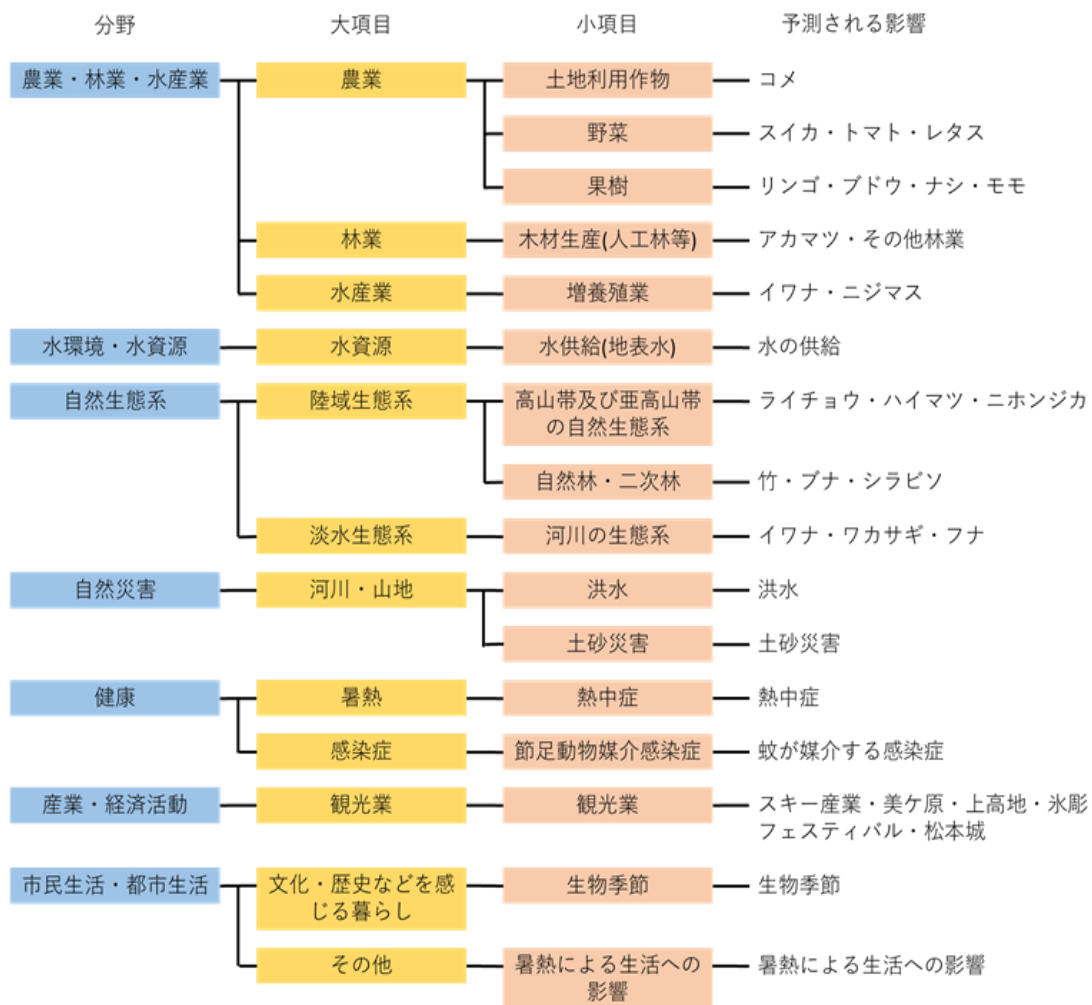 分野 大項目 小項目 予測される影響
農業・林業・水産業 農業 土地利用作物 コメ
野菜 スイカ・トマト・レタス
果樹 リンゴ・ブドウ・ナシ・モモ
林業 木材生産(人工林等) アカマツ・その他林業
水産業 増養殖業 イワナ・ニジマス
水環境・水資源 水資源 水供給(地表水) 水の供給
自然生態系 陸域生態系 高山帯及び亜高山帯 ライチョウ・ハイマツ・ニホンジカ
の自然生態系
自然林・二次林 竹・ブナ・シラビソ
淡水生態系 河川の生態系 イワナ・ワカサギ・フナ
自然災害 河川・山地 洪水 洪水
土砂災害 土砂災害
健康 暑熱 熱中症 熱中症
感染症 節足動物媒介感染症 蚊が媒介する感染症
産業・経済活動 観光業 観光業 スキー産業・美ケ原・上高地・氷彫
フェスティバル・松本城
市民生活・都市生活 文化・歴史などを感 生物季節 生物季節
じる暮らし
その他 暑熱による生活への 暑熱による生活への影響
影響